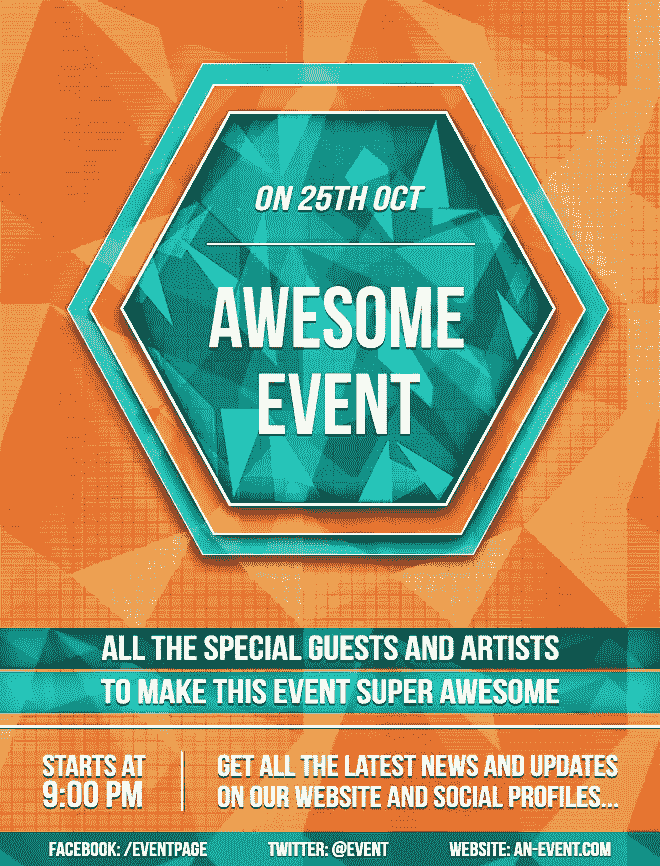 ON 25TH OCT
AWESOME
EVENT
ALL THE SPECIAL GUESTS AND ARTISTS
TO MAKE THIS EVENT SUPER AWESOME
STARTS AT
9:00 PM
GET ALL THE LATEST NEWS AND UPDATES
ON OUR WEBSITE AND SOCIAL PROFILES...
FACEBOOK: /EVENTPAGE
TWITTER: @EVENT
WEBSITE: AN-EVENT.COM